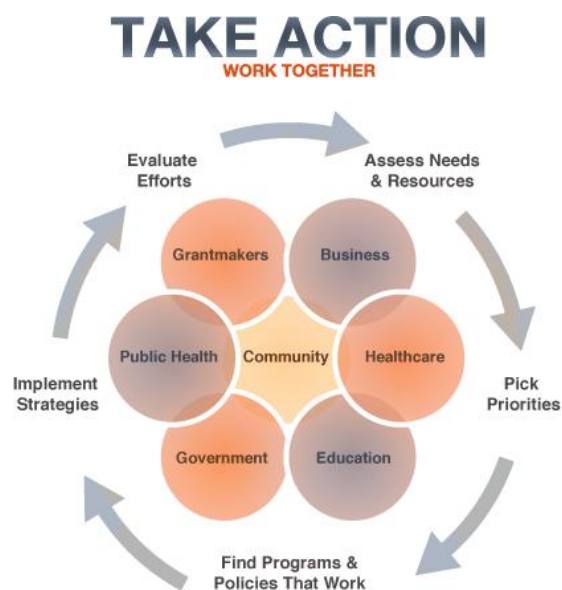 TAKE ACTION
WORK TOGETHER
Evaluate
Efforts
Assess Needs
& Resources
Grantmakers
Business
Public Health
Community
Healthcare
Implement
Strategies
Pick
Priorities
Government
Education
Find Programs &
Policies That Work